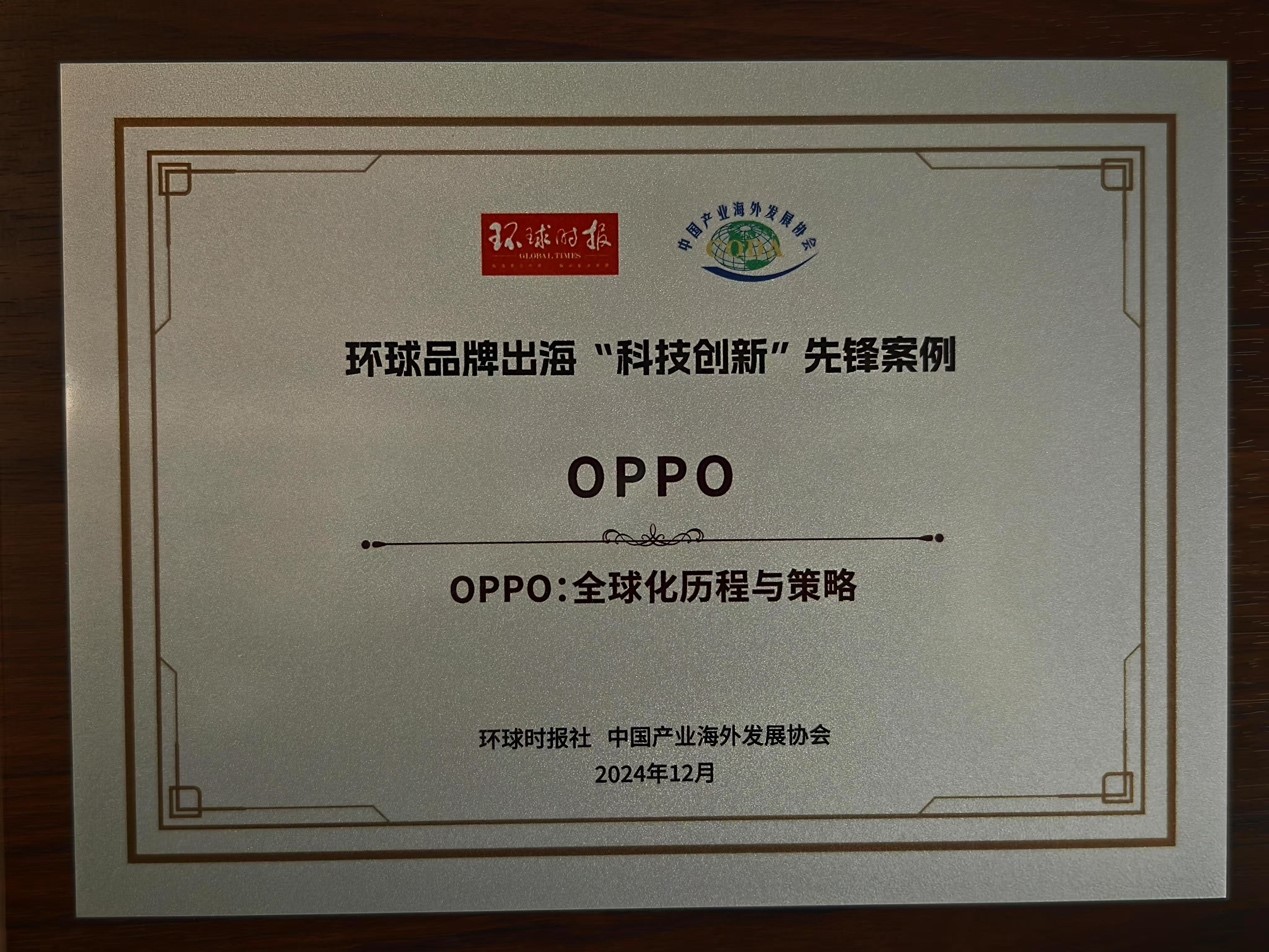 环球时报
GLOBAL TIMES
中国产业海外发展协会
环球品牌出海“科技创新”先锋案例
OPPO
OPPO：全球化历程与策略
环球时报社 中国产业海外发展协会
2024年12月